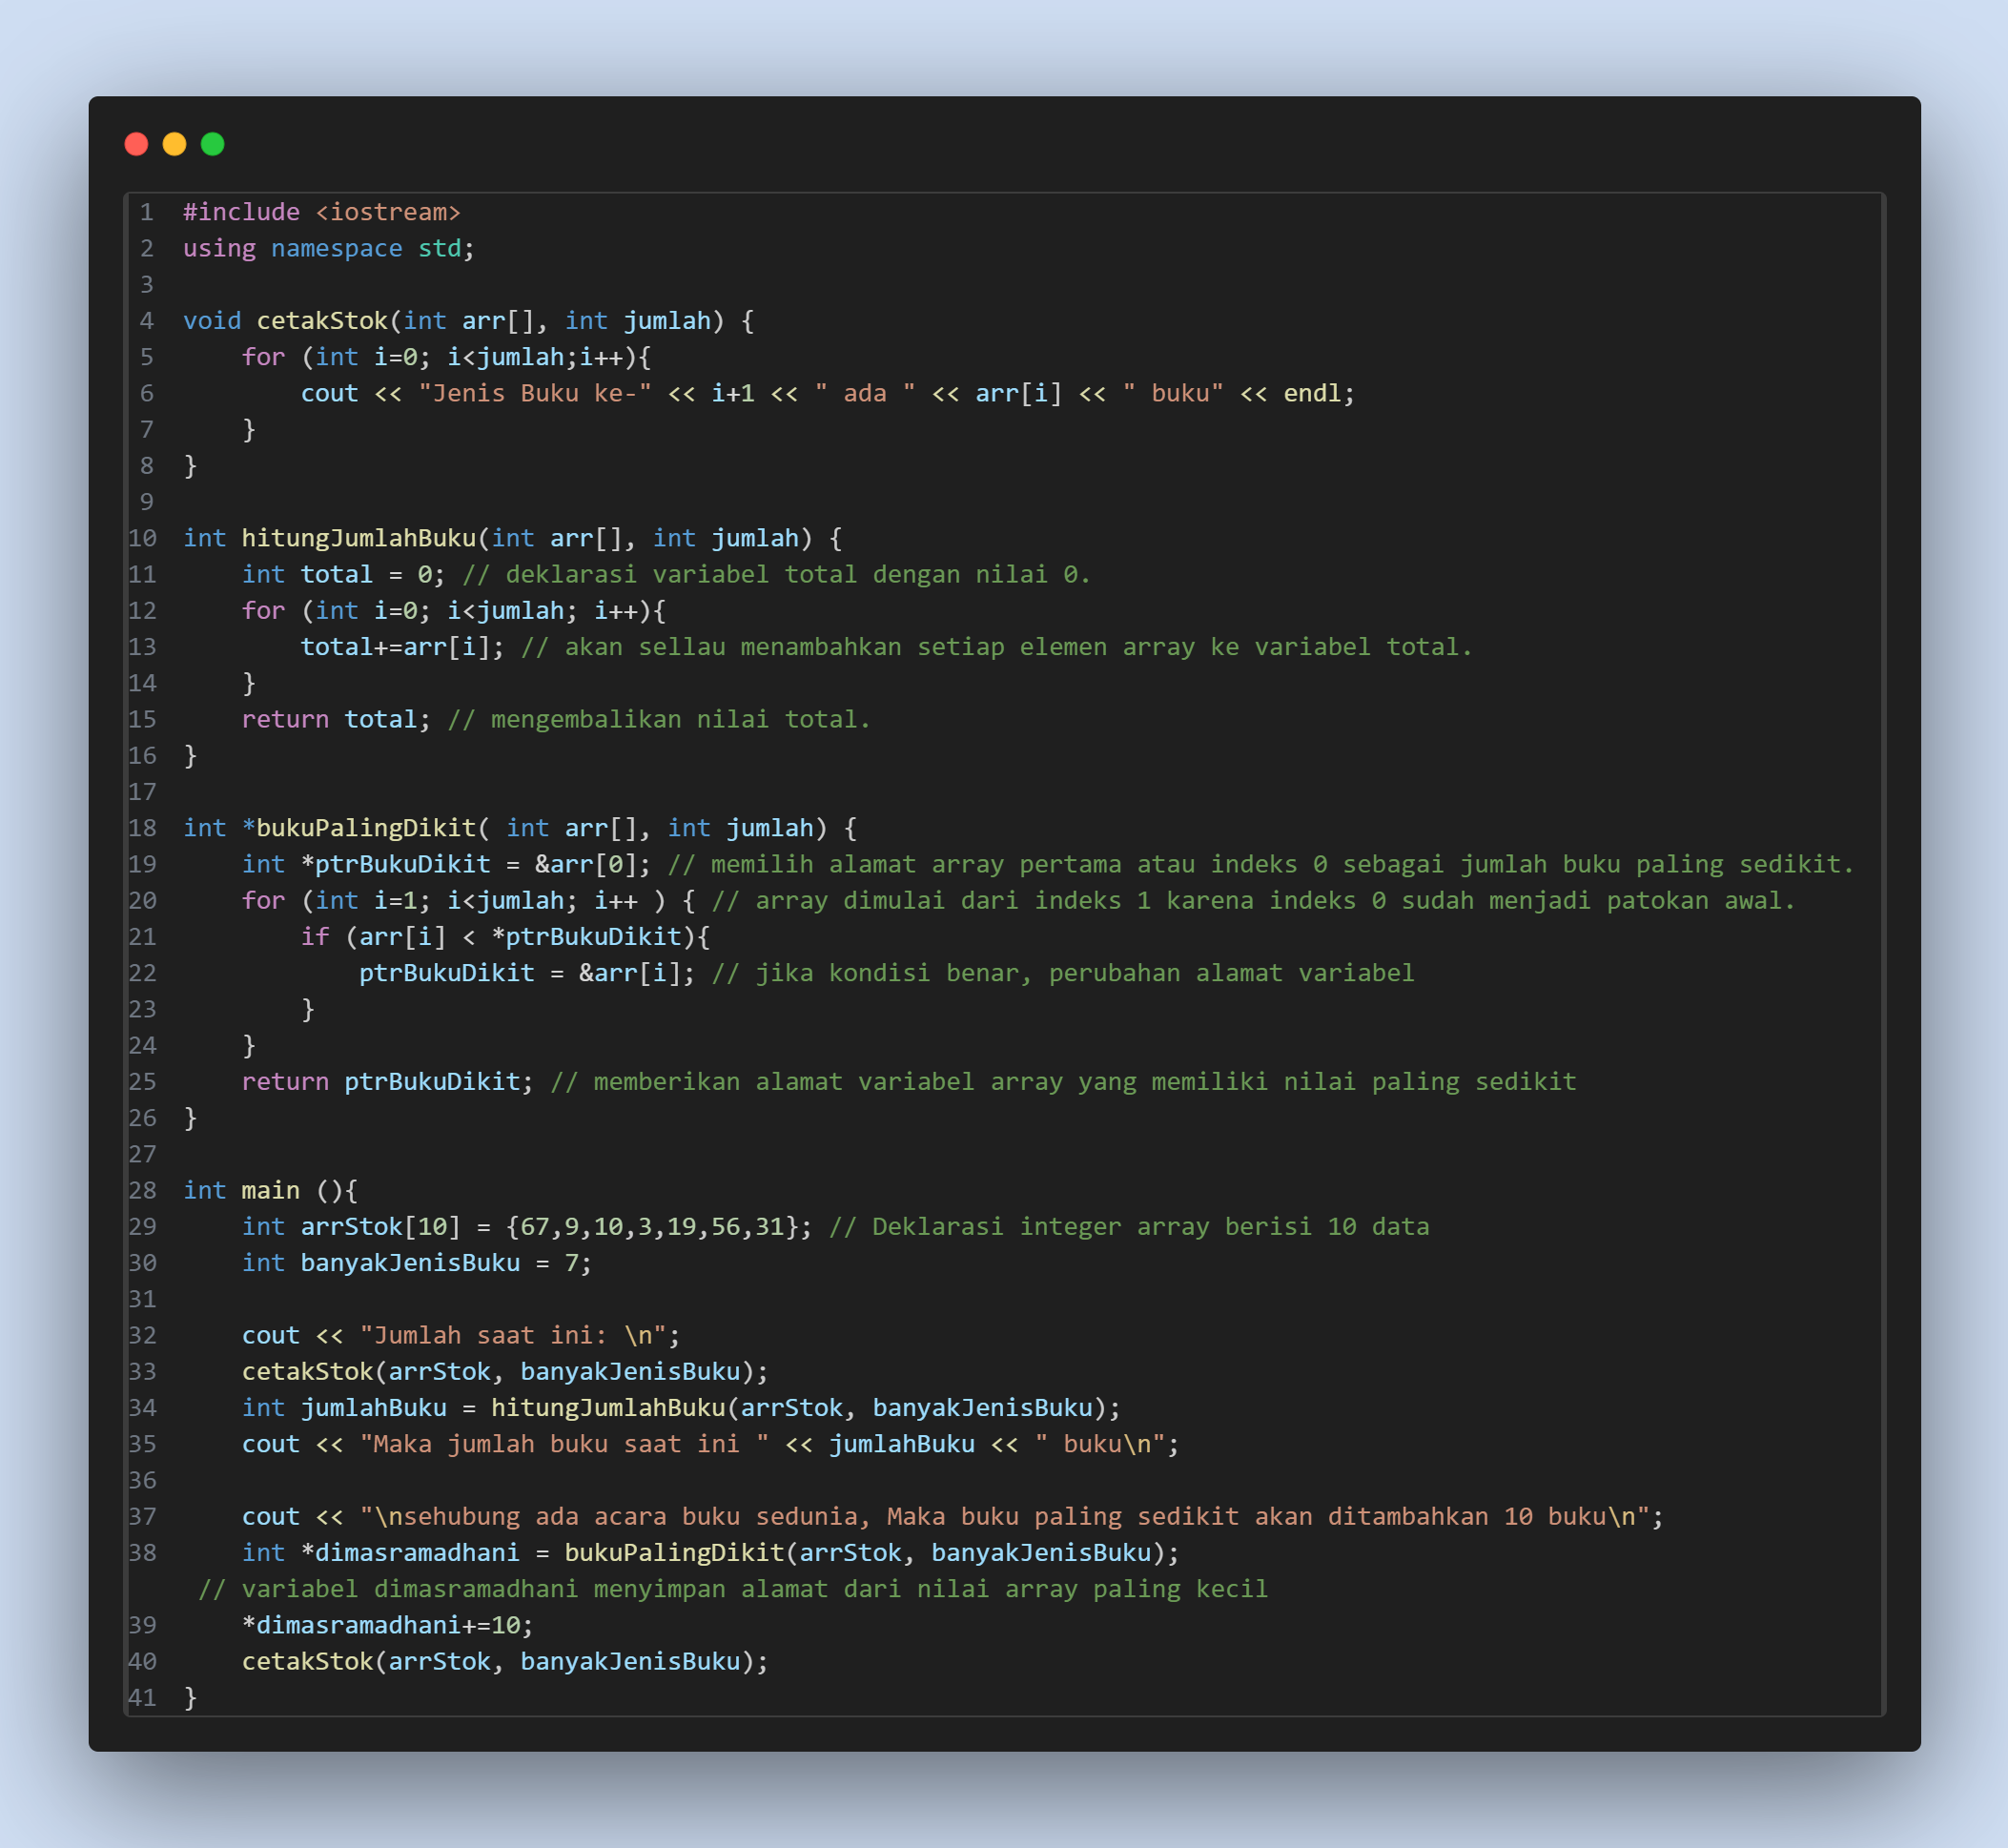 1 #include <iostream>
2 using namespace std;
3
4 void cetakStok(int arr[], int jumlah) {
5     for (int i=0; i<jumlah;i++){
6         cout << "Jenis Buku ke-" << i+1 << " ada " << arr[i] << " buku" << endl;
7     }
8 }
9
10 int hitungJumlahBuku(int arr[], int jumlah) {
11     int total = 0; // deklarasi variabel total dengan nilai 0.
12     for (int i=0; i<jumlah; i++){
13         total+=arr[i]; // akan sellau menambahkan setiap elemen array ke variabel total.
14     }
15     return total; // mengembalikan nilai total.
16 }
17
18 int *bukuPalingDikit( int arr[], int jumlah) {
19     int *ptrBukuDikit = &arr[0]; // memilih alamat array pertama atau indeks 0 sebagai jumlah buku paling sedikit.
20     for (int i=1; i<jumlah; i++ ) { // array dimulai dari indeks 1 karena indeks 0 sudah menjadi patokan awal.
21         if (arr[i] < *ptrBukuDikit){
22             ptrBukuDikit = &arr[i]; // jika kondisi benar, perubahan alamat variabel
23         }
24     }
25     return ptrBukuDikit; // memberikan alamat variabel array yang memiliki nilai paling sedikit
26 }
27
28 int main (){
29     int arrStok[10] = {67,9,10,3,19,56,31}; // Deklarasi integer array berisi 10 data
30     int banyakJenisBuku = 7;
31
32     cout << "Jumlah saat ini: \n";
33     cetakStok(arrStok, banyakJenisBuku);
34     int jumlahBuku = hitungJumlahBuku(arrStok, banyakJenisBuku);
35     cout << "Maka jumlah buku saat ini " << jumlahBuku << " buku\n";
36
37     cout << "\nsehubung ada acara buku sedunia, Maka buku paling sedikit akan ditambahkan 10 buku\n";
38     int *dimasramadhani = bukuPalingDikit(arrStok, banyakJenisBuku);
 // variabel dimasramadhani menyimpan alamat dari nilai array paling kecil
39     *dimasramadhani+=10;
40     cetakStok(arrStok, banyakJenisBuku);
41 }